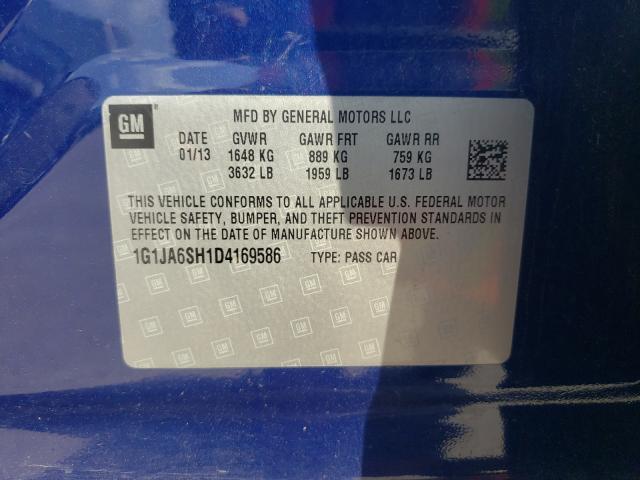 GM
MFD BY GENERAL MOTORS LLC
DATE GVWR GAWR FRT GAWR RR
01/13 1648 KG 889 KG 759 KG
3632 LB 1959 LB 1673 LB
THIS VEHICLE CONFORMS TO ALL APPLICABLE U.S. FEDERAL MOTOR
VEHICLE SAFETY, BUMPER, AND THEFT PREVENTION STANDARDS IN
EFFECT ON THE DATE OF MANUFACTURE SHOWN ABOVE.
1G1JA6SH1D4169586 TYPE: PASS CAR